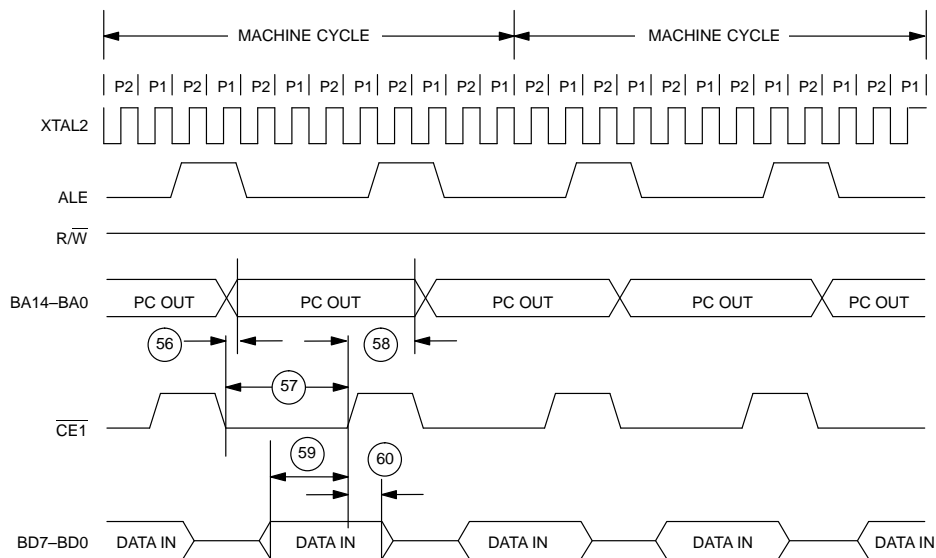 MACHINE CYCLE MACHINE CYCLE
P2 P1 P2 P1 P2 P1 P2 P1 P2 P1 P2 P1 P2 P1 P2 P1 P2 P1 P2 P1 P2 P1 P2 P1
XTAL2
ALE
R/W̅
BA14–BA0 PC OUT PC OUT PC OUT PC OUT PC OUT
56 58
57
C̅E̅1̅
59
60
BD7–BD0 DATA IN DATA IN DATA IN DATA IN DATA IN